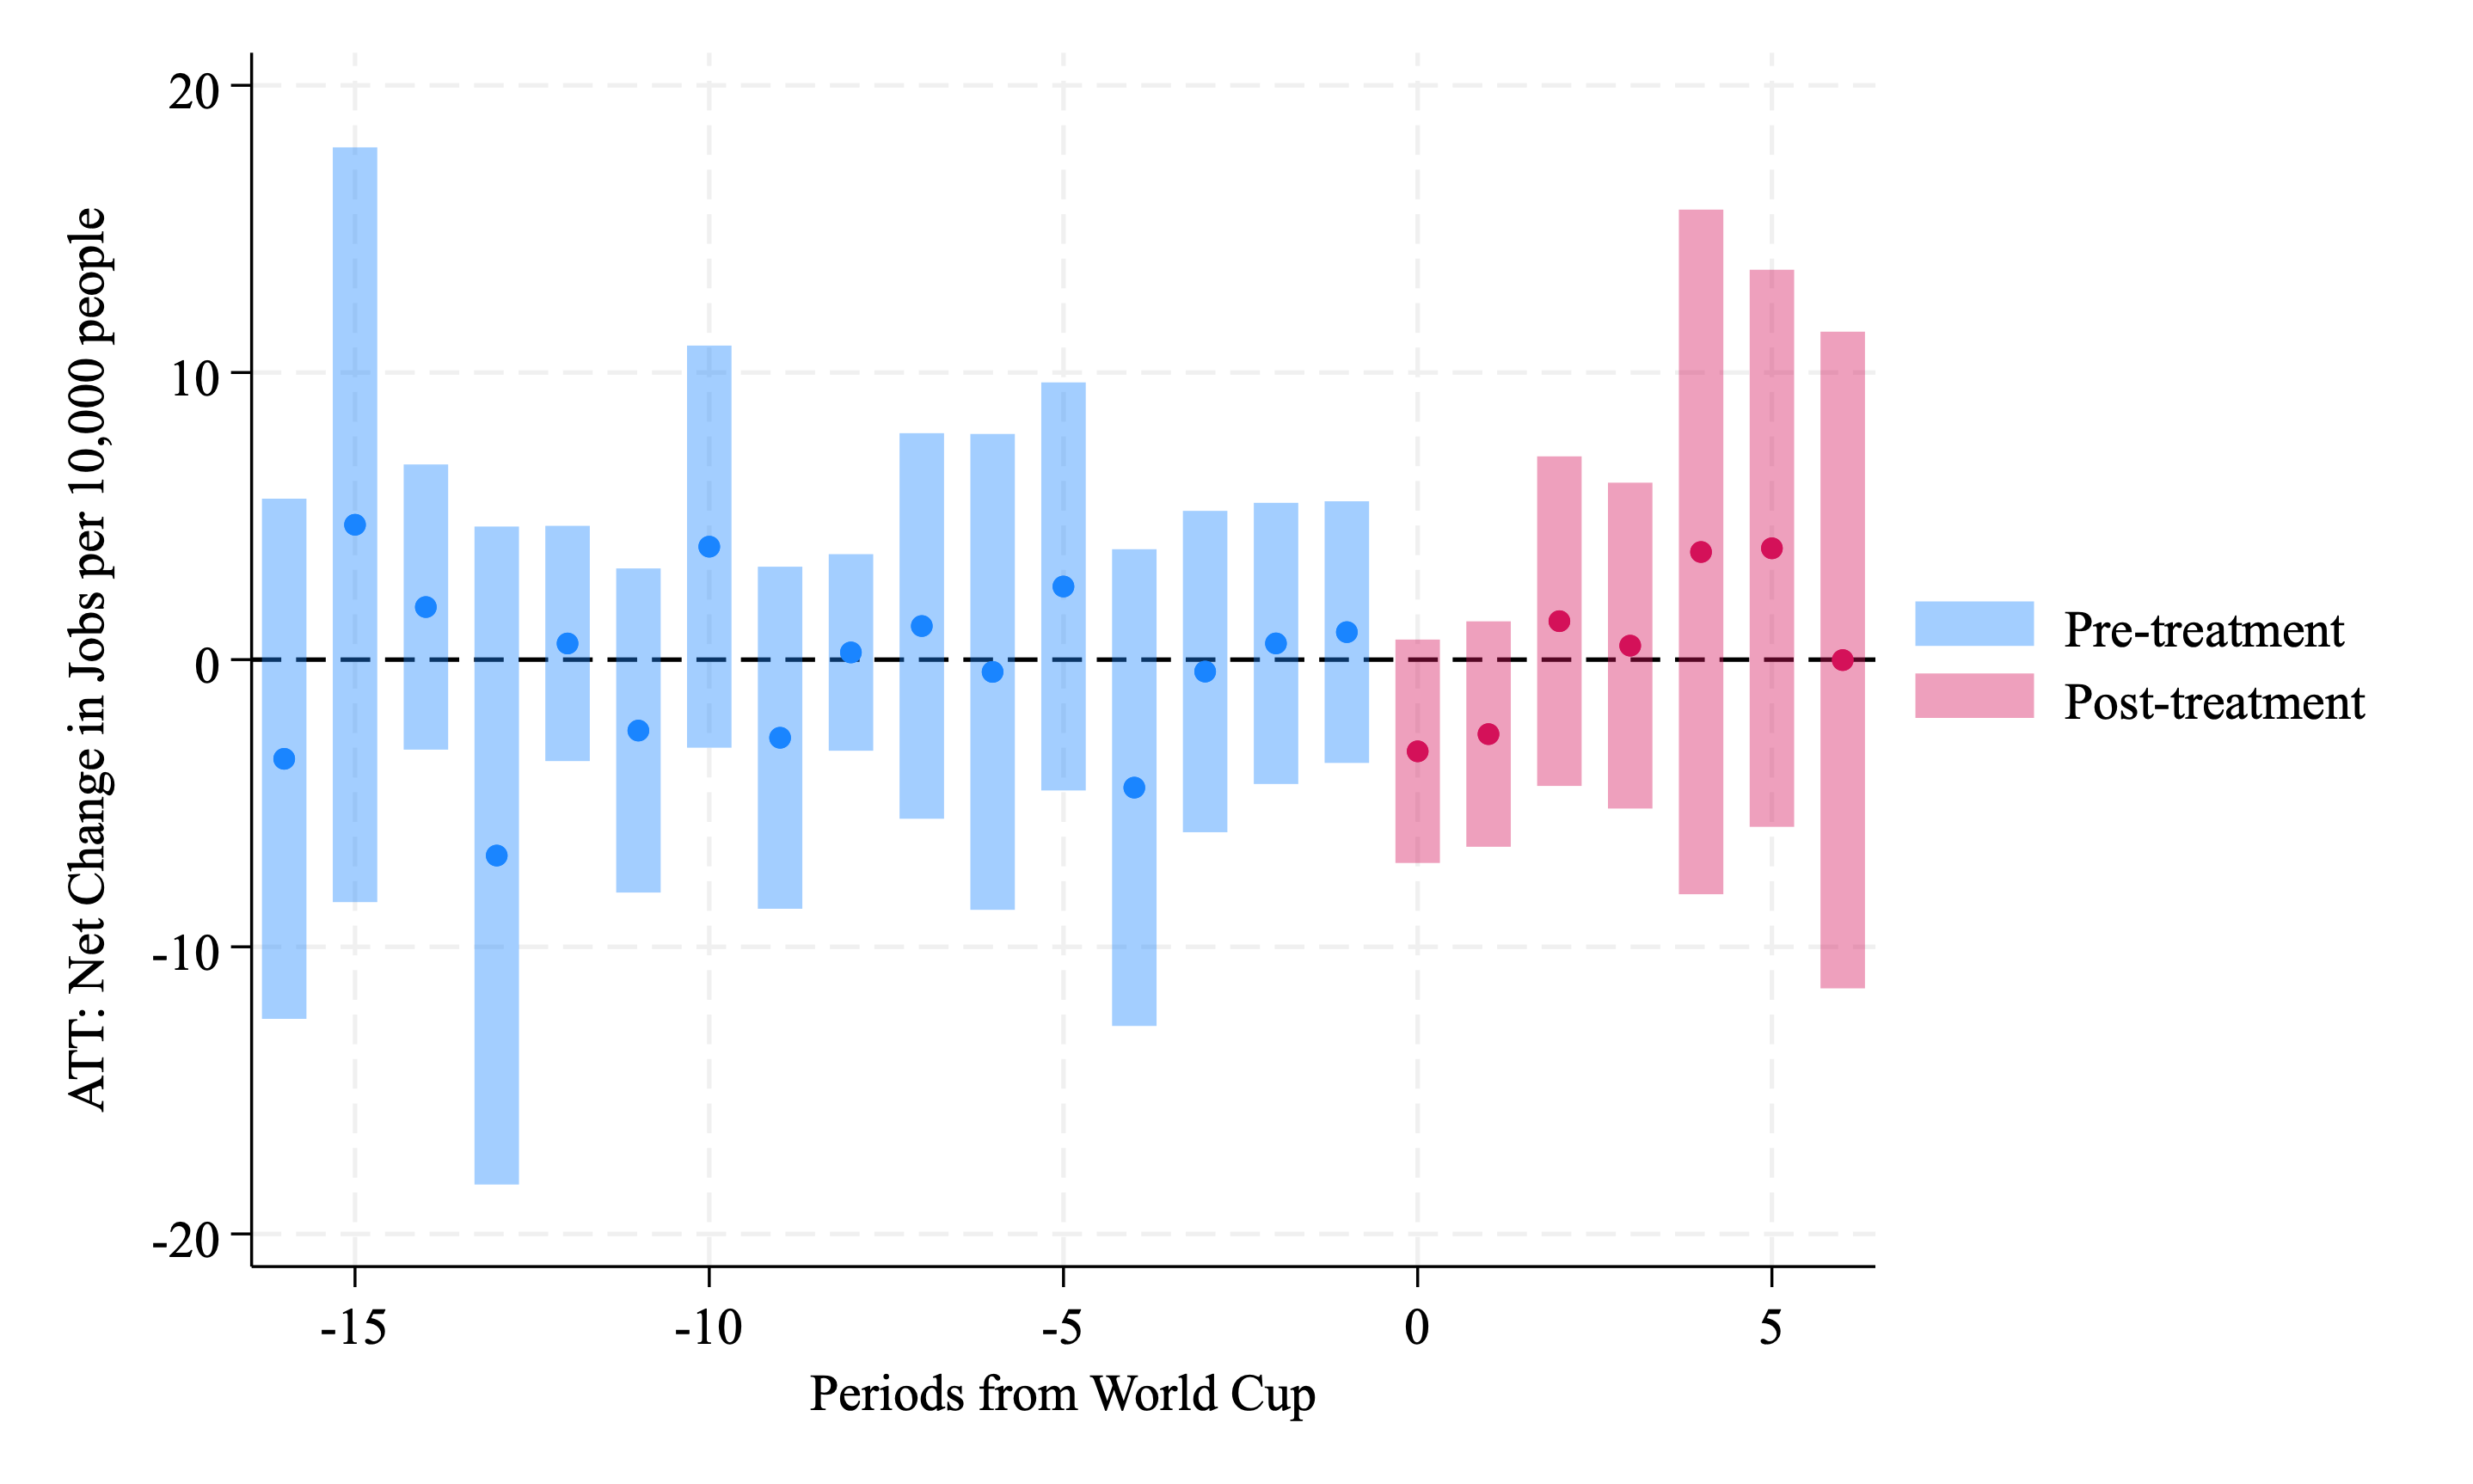 ATT: Net Change in Jobs per 10,000 people
20
10
0
-10
-20
-15
-10
-5
0
5
Periods from World Cup
Pre-treatment
Post-treatment